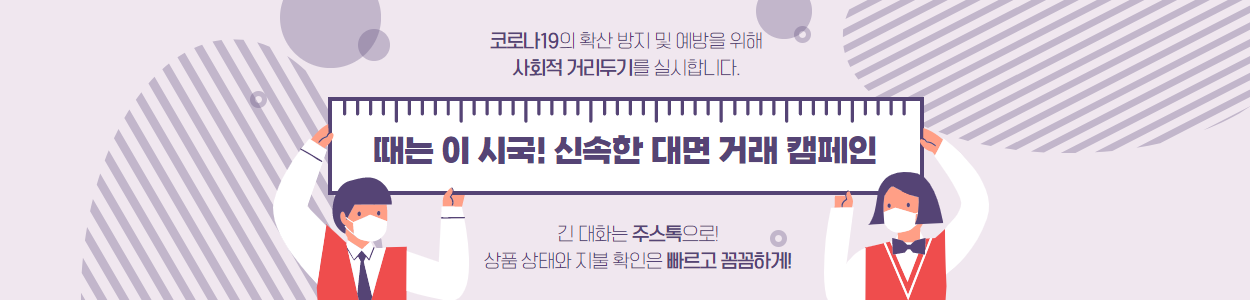 코로나19의 확산 방지 및 예방을 위해
사회적 거리두기를 실시합니다.
때는 이 시국! 신속한 대면 거래 캠페인
긴 대화는 주스톡으로!
상품 상태와 지불 확인은 빠르고 꼼꼼하게!